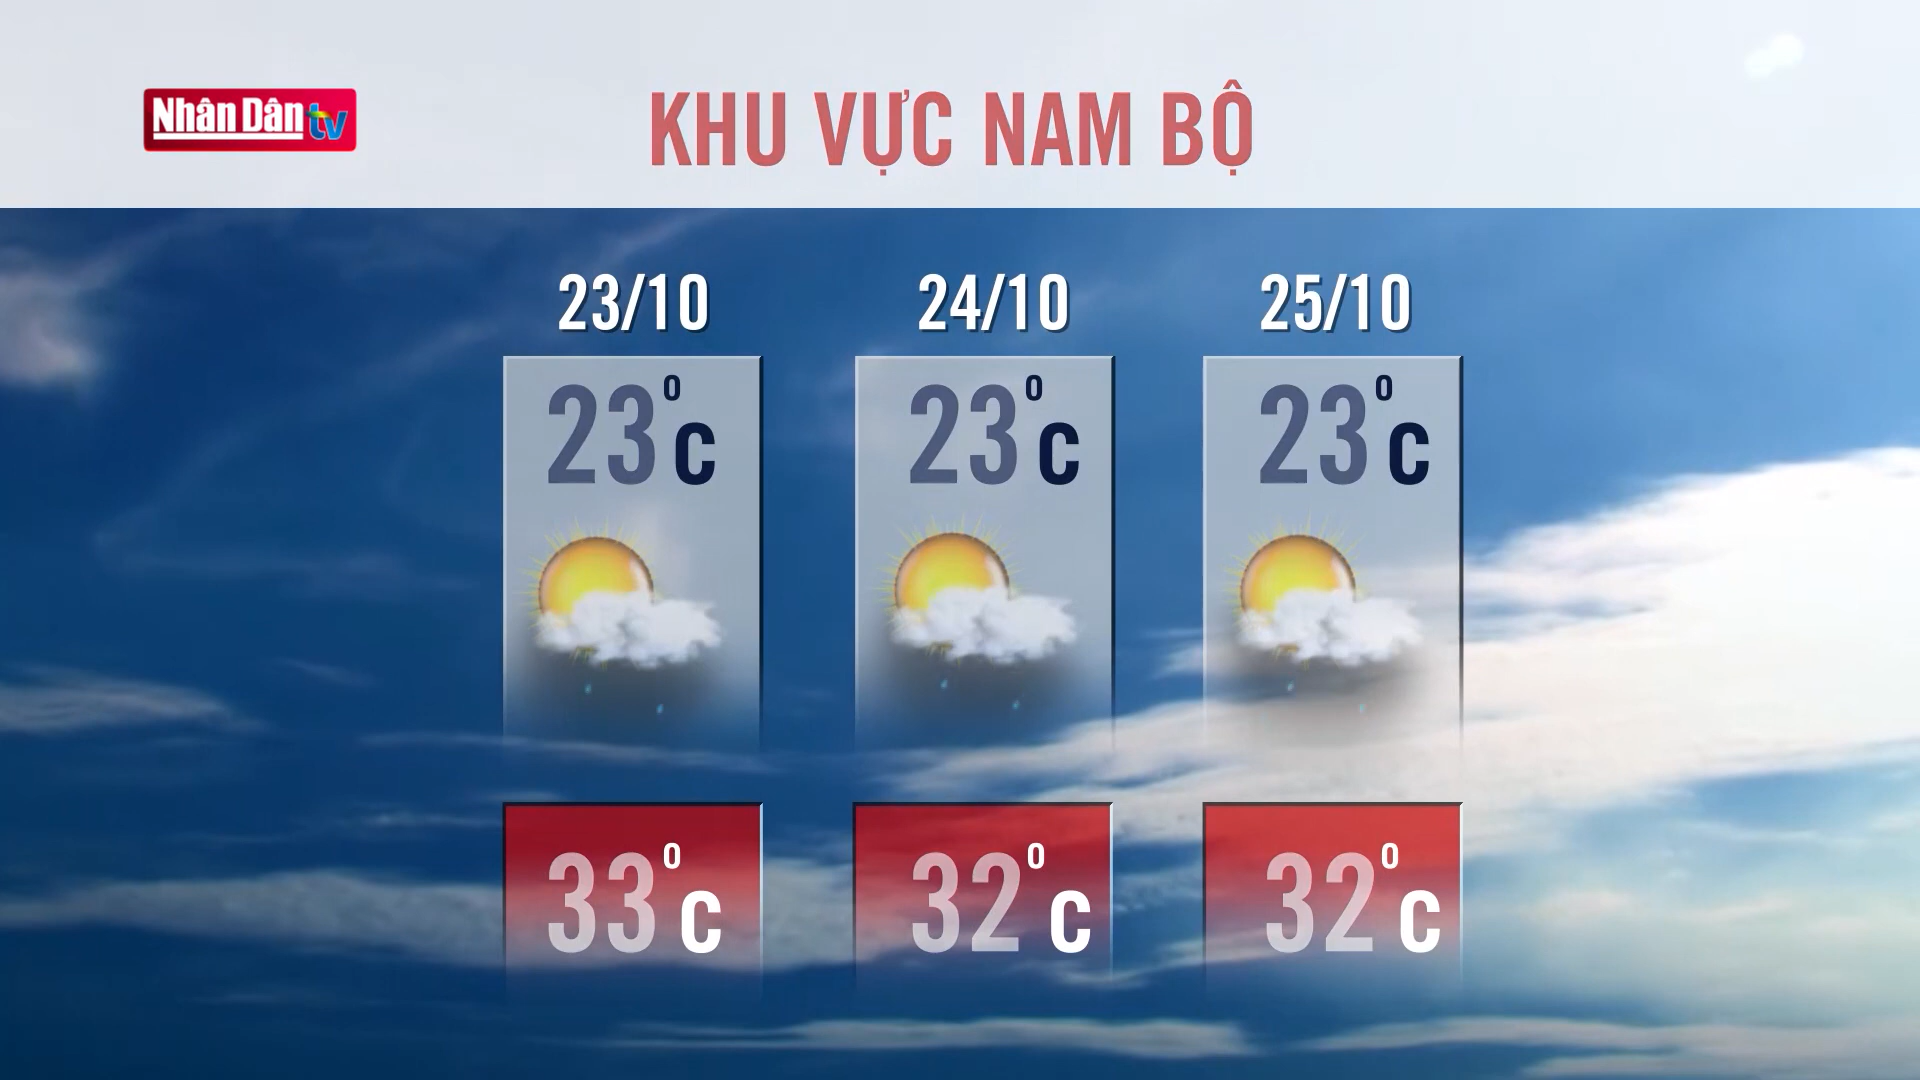 Nhân Dân tv
KHU VỰC NAM BỘ
23/10 24/10 25/10
23°C 23°C 23°C
33°C 32°C 32°C